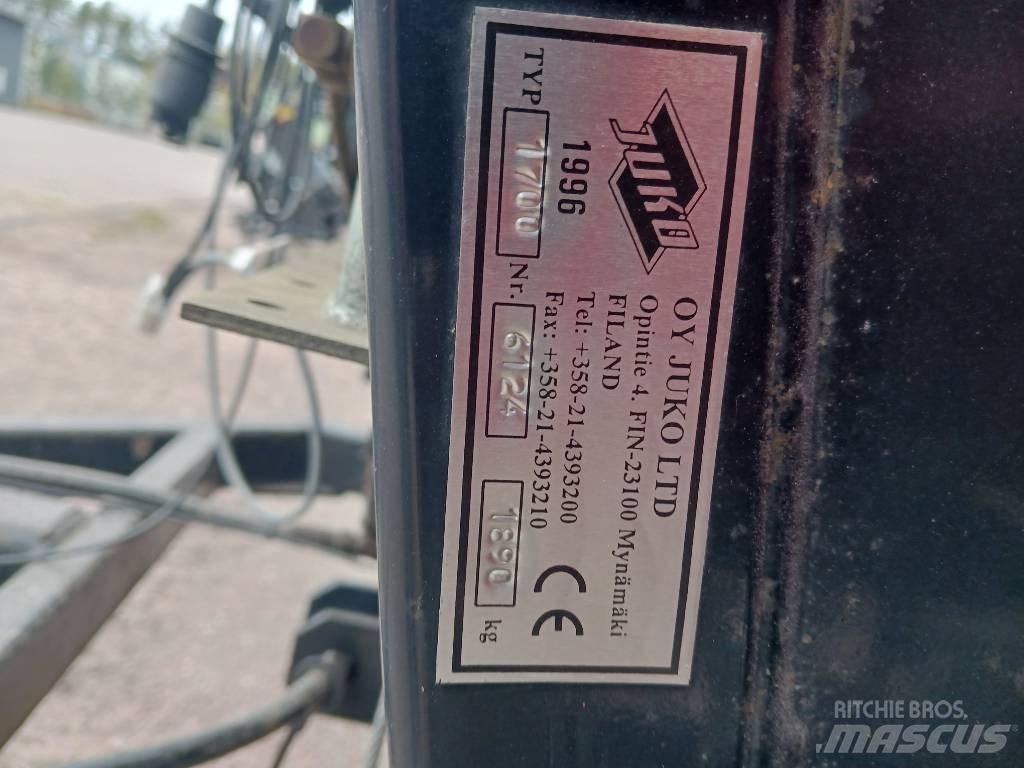 JUKO
OY JUKO LTD
Opintie 4. FIN-23100 Mynämäki
FILAND
Tel: +358-21-4393200
Fax: +358-21-4393210
1996
CE
TYP 1700 Nr. 6124 1890 kg
RITCHIE BROS.
MASCUS